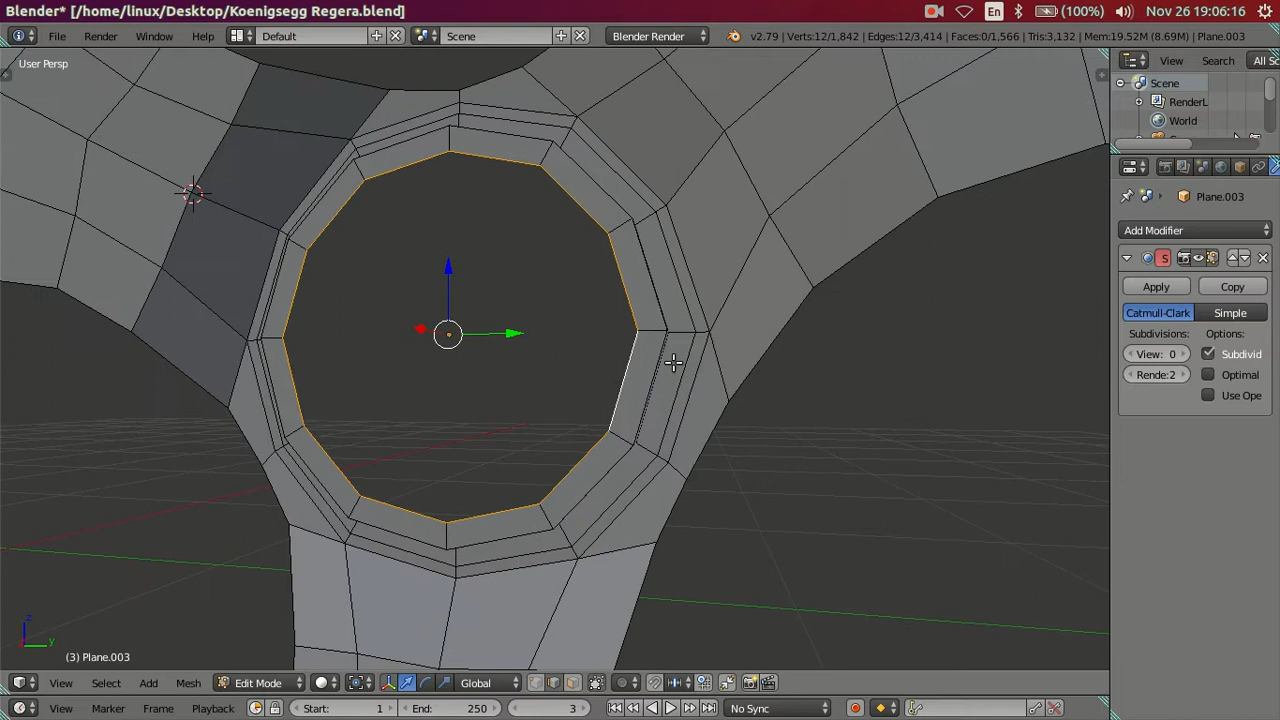 Blender* [/home/linux/Desktop/Koenigsegg Regera.blend]
En
(100%)
Nov 26 19:06:16
File Render Window Help
Default
Scene
Blender Render
v2.79 | Verts:12/1,842 | Edges:12/3,414 | Faces:0/1,566 | Tris:3,132 | Mem:19.52M (8.69M) | Plane.003
User Persp
View Search All Sc
Scene
RenderL
World
Plane.003
Add Modifier
S
Apply Copy
Catmull-Clark Simple
Subdivisions: Options:
View: 0 Subdivid
Rende:2 Optimal
Use Ope
z
y
(3) Plane.003
View Select Add Mesh Edit Mode Global
View Marker Frame Playback Start: 1 End: 250 3 No Sync